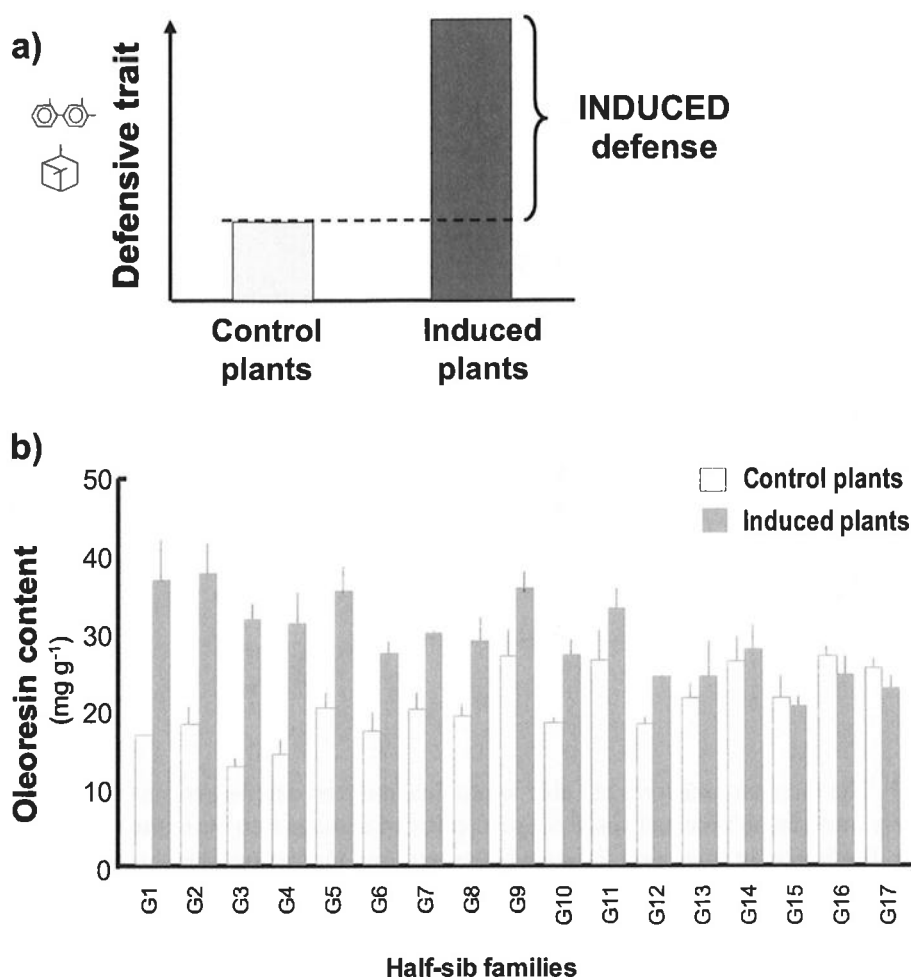 a)
Defensive trait
INDUCED
defense
Control
plants
Induced
plants
b)
Oleoresin content
(mg g⁻¹)
50
40
30
20
10
0
Control plants
Induced plants
G1 G2 G3 G4 G5 G6 G7 G8 G9 G10 G11 G12 G13 G14 G15 G16 G17
Half-sib families